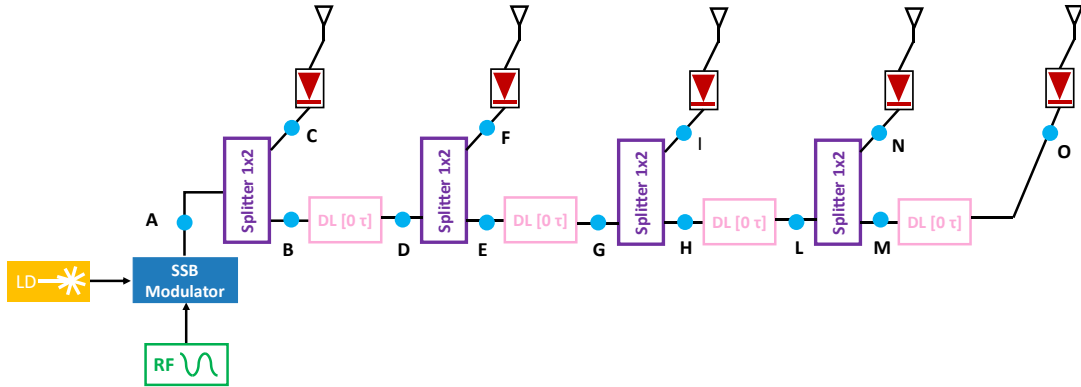 C
F
I
N
O
Splitter 1x2
Splitter 1x2
Splitter 1x2
Splitter 1x2
A
B
DL [0 τ]
D
E
DL [0 τ]
G
H
DL [0 τ]
L
M
DL [0 τ]
LD
SSB
Modulator
RF